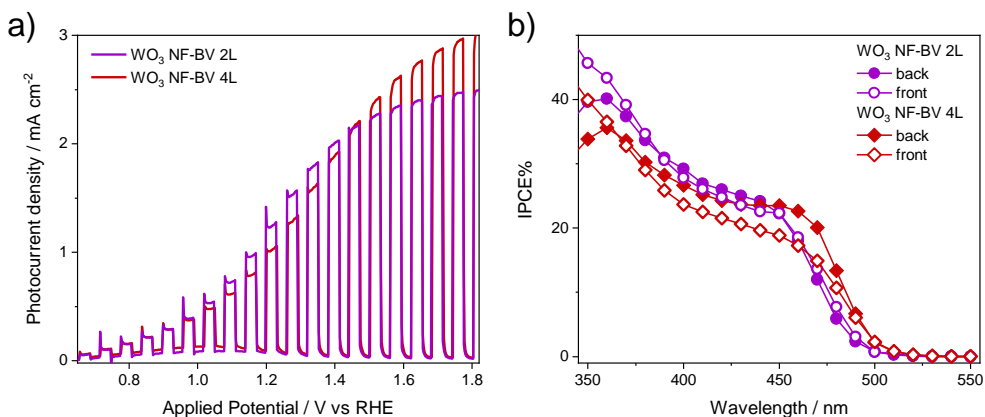 a)
3
2
1
0
Photocurrent density / mA cm⁻²
WO₃ NF-BV 2L
WO₃ NF-BV 4L
0.8 1.0 1.2 1.4 1.6 1.8
Applied Potential / V vs RHE
b)
40
20
0
IPCE%
WO₃ NF-BV 2L
back
front
WO₃ NF-BV 4L
back
front
350 400 450 500 550
Wavelength / nm